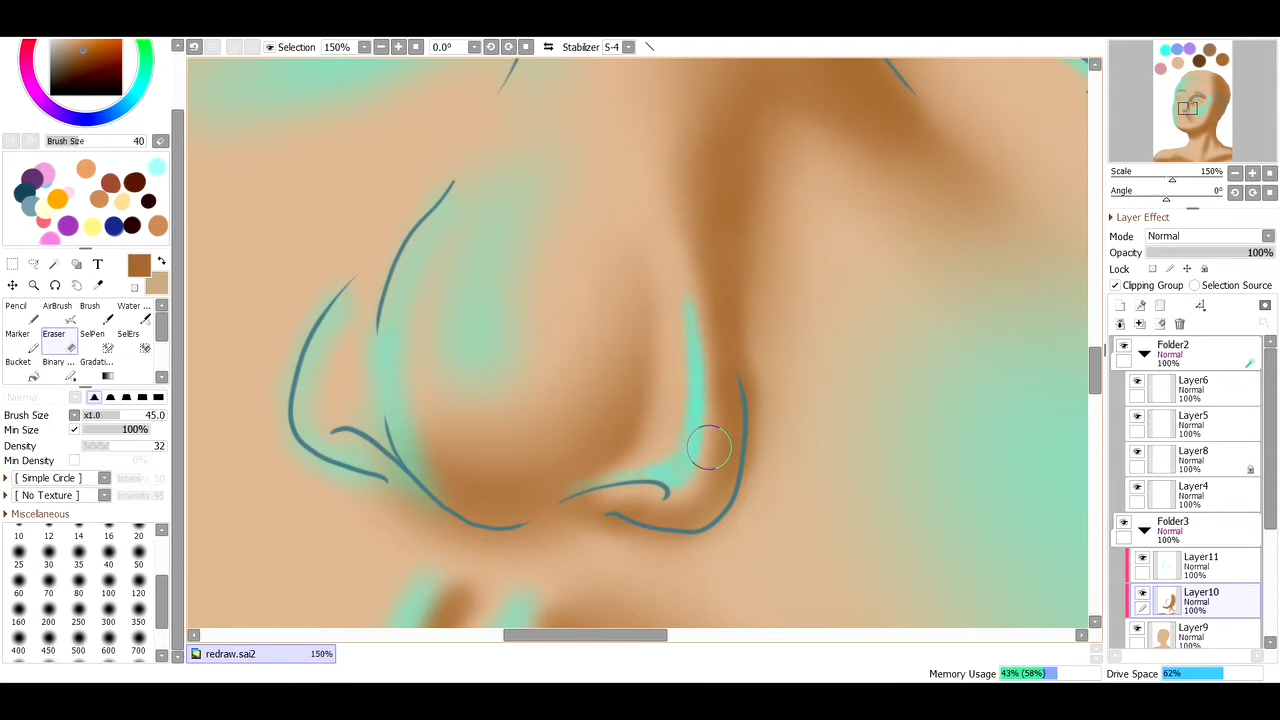 Selection 150% 0.0° Stabilizer S-4
Brush Size 40
T
Pencil AirBrush Brush Water ...
Marker Eraser SelPen SelErs
Bucket Binary ... Gradati...
Normal
Brush Size x1.0 45.0
Min Size 100%
Density 32
Min Density 0%
[ Simple Circle ] Intensity 50
[ No Texture ] Intensity 95
Miscellaneous
10 12 14 16 20
25 30 35 40 50
60 70 80 100 120
160 200 250 300 350
400 450 500 600 700
redraw.sai2 150%
Scale 150%
Angle 0°
Layer Effect
Mode Normal
Opacity 100%
Lock
Clipping Group Selection Source
Folder2
Normal
100%
Layer6
Normal
100%
Layer5
Normal
100%
Layer8
Normal
100%
Layer4
Normal
100%
Folder3
Normal
100%
Layer11
Normal
100%
Layer10
Normal
100%
Layer9
Normal
100%
Memory Usage 43% (58%) Drive Space 62%